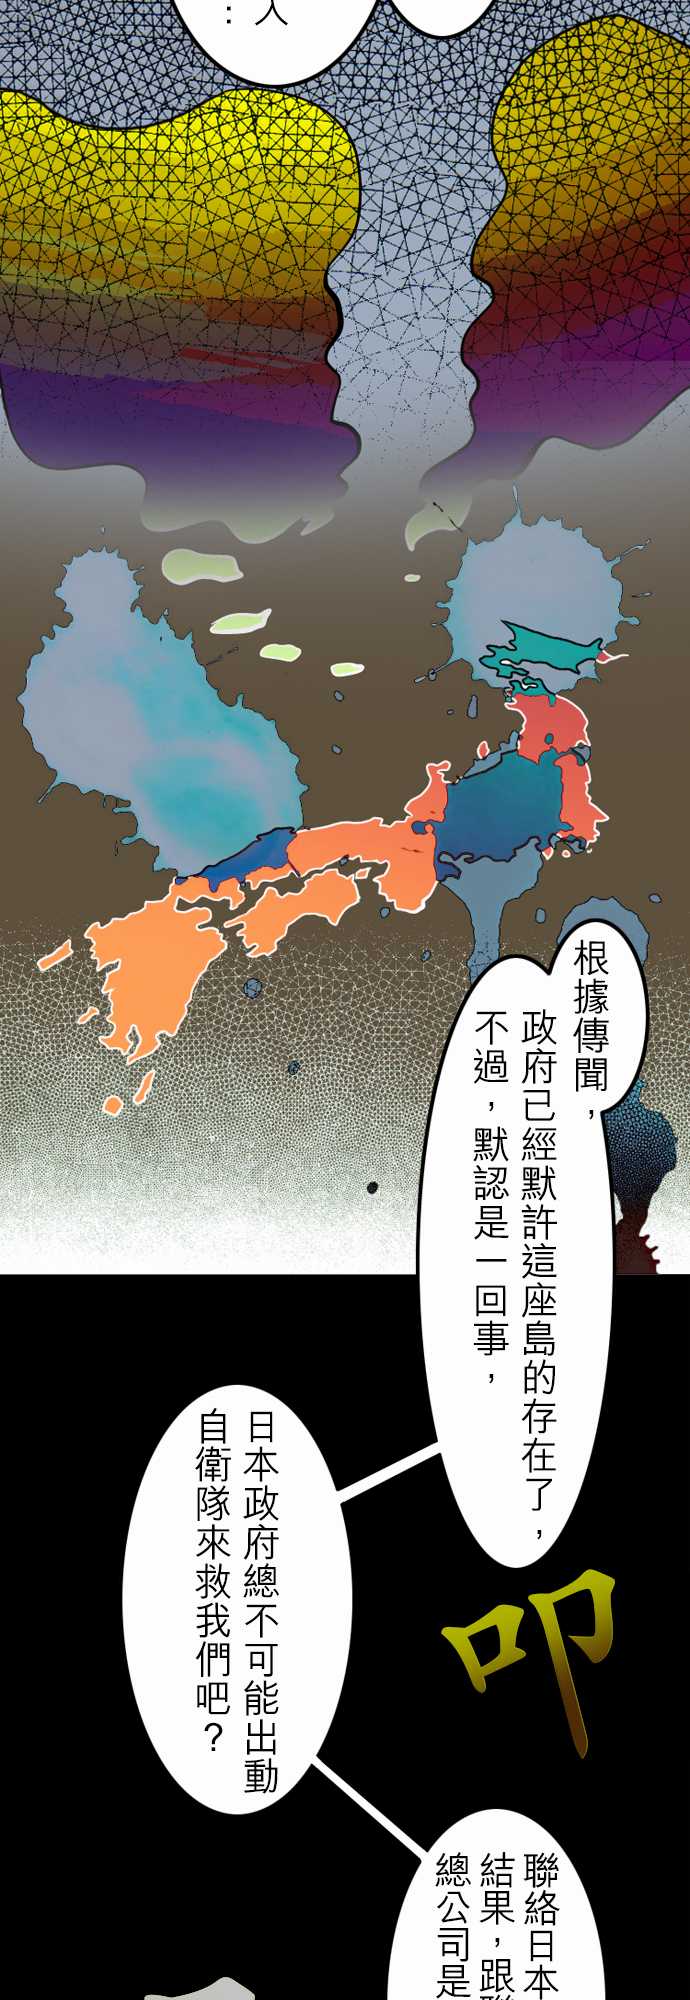 人
：
根據傳聞，
政府已經默許這座島的存在了，
不過，默認是一回事，
日本政府總不可能出動
自衛隊來救我們吧？
叩
聯絡日本
結果，跟聯
總公司是